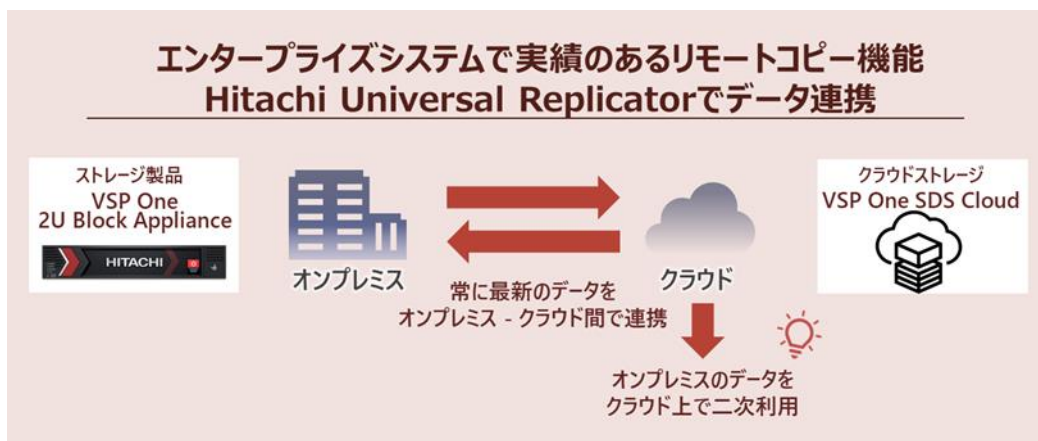 エンタープライズシステムで実績のあるリモートコピー機能
Hitachi Universal Replicatorでデータ連携
ストレージ製品
VSP One
2U Block Appliance
HITACHI
オンプレミス
常に最新のデータを
オンプレミス - クラウド間で連携
クラウド
オンプレミスのデータを
クラウド上で二次利用
クラウドストレージ
VSP One SDS Cloud